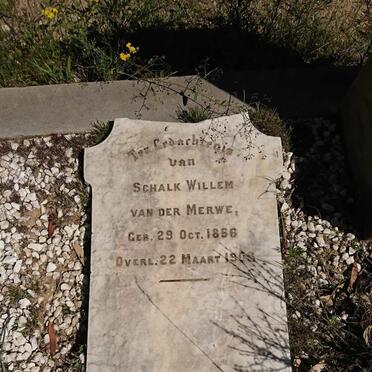 Ter Gedachtenis
van
SCHALK WILLEM
VAN DER MERWE,
GEB. 29 OCT. 1866
OVERL. 22 MAART